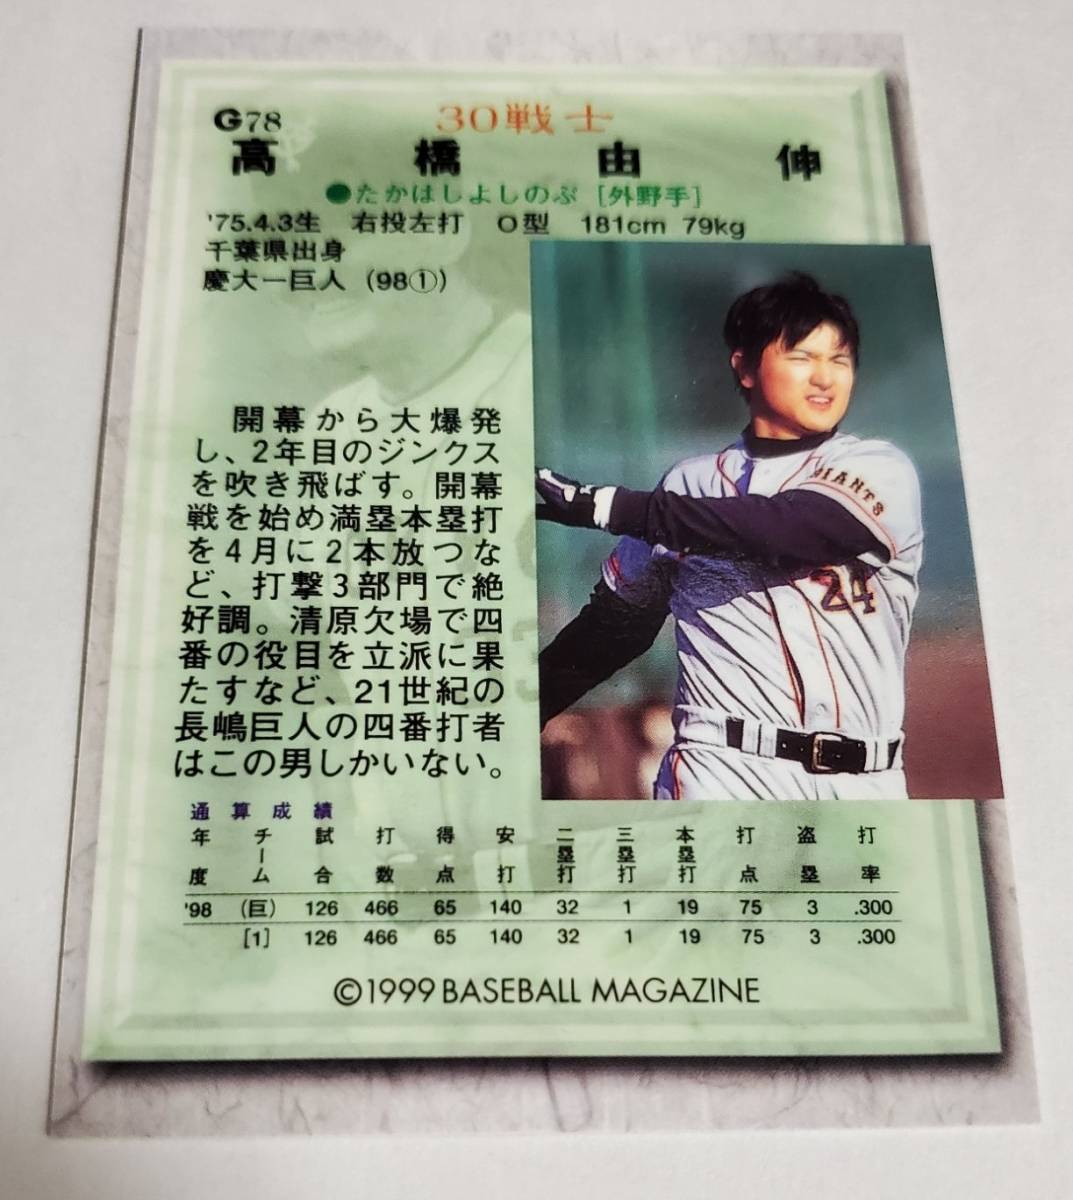 G78 30戦士
高橋由伸
●たかはしよしのぶ [外野手]
'75.4.3生 右投左打 O型 181cm 79kg
千葉県出身
慶大ー巨人 (98①)
開幕から大爆発
し、2年目のジンクス
を吹き飛ばす。開幕
戦を始め満塁本塁打
を4月に2本放つな
ど、打撃3部門で絶
好調。清原欠場で四
番の役目を立派に果
たすなど、21世紀の
長嶋巨人の四番打者
はこの男しかいない。
GIANTS
24
通算成績
年度 チーム 試合 打数 得点 安打 二塁打 三塁打 本塁打 打点 盗塁 打率
'98 (巨) 126 466 65 140 32 1 19 75 3 .300
[1] 126 466 65 140 32 1 19 75 3 .300
©1999 BASEBALL MAGAZINE